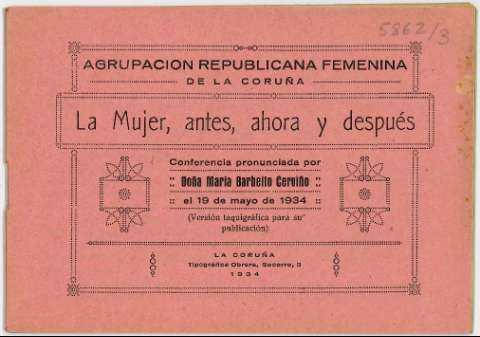 5862/3
AGRUPACION REPUBLICANA FEMENINA
DE LA CORUÑA
La Mujer, antes, ahora y después
Conferencia pronunciada por
:: Doña María Barbeito Cerviño ::
:: el 19 de mayo de 1934 ::
(Versión taquigráfica para su
publicación)
LA CORUÑA
Tipográfica Obrera, Socorro, 3
1934